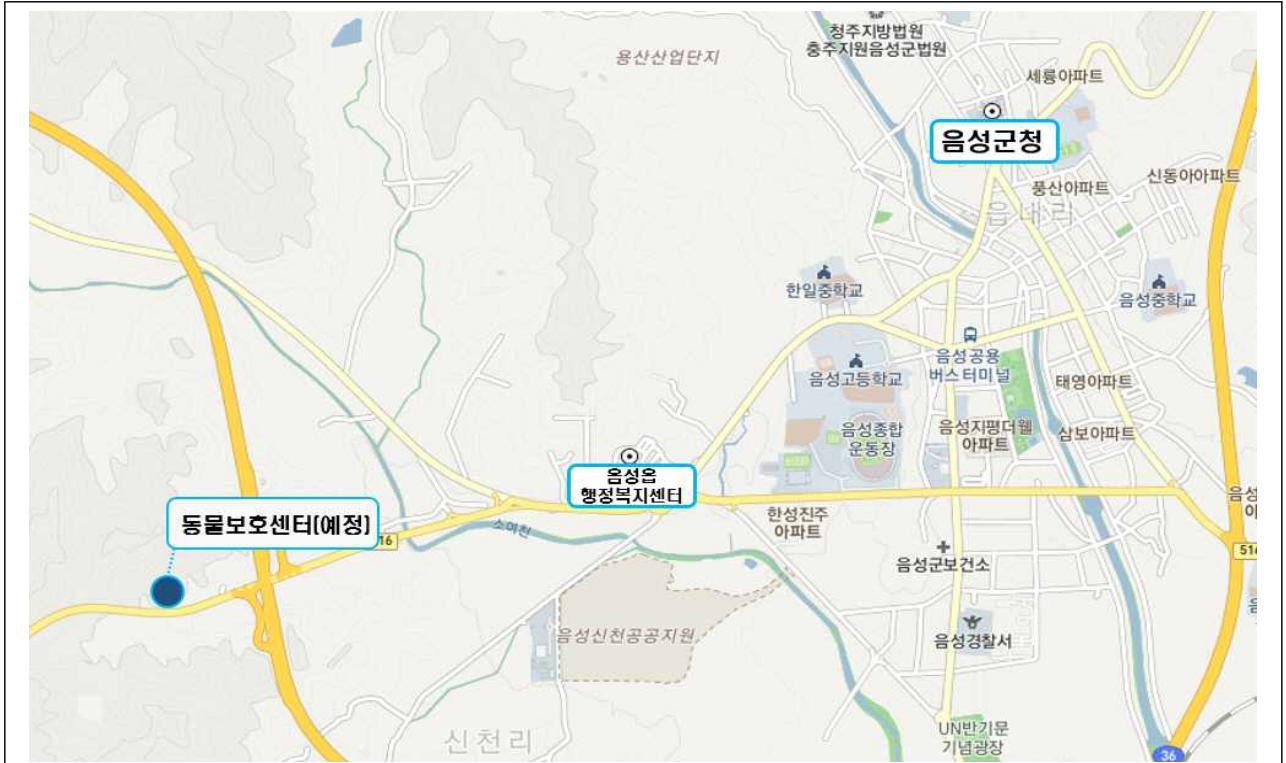 청주지방법원
충주지원음성군법원
용산산업단지
세룡아파트
음성군청
신동아아파트
풍산아파트
읍내리
한일중학교
음성중학교
음성공용
버스터미널
음성고등학교
태영아파트
음성종합
운동장
음성지평더웰
아파트
삼보아파트
음성읍
행정복지센터
동물보호센터(예정)
16
소여천
한성진주
아파트
음성
516
음성군보건소
음성신천공공지원
음성경찰서
신천리
UN반기문
기념광장
36